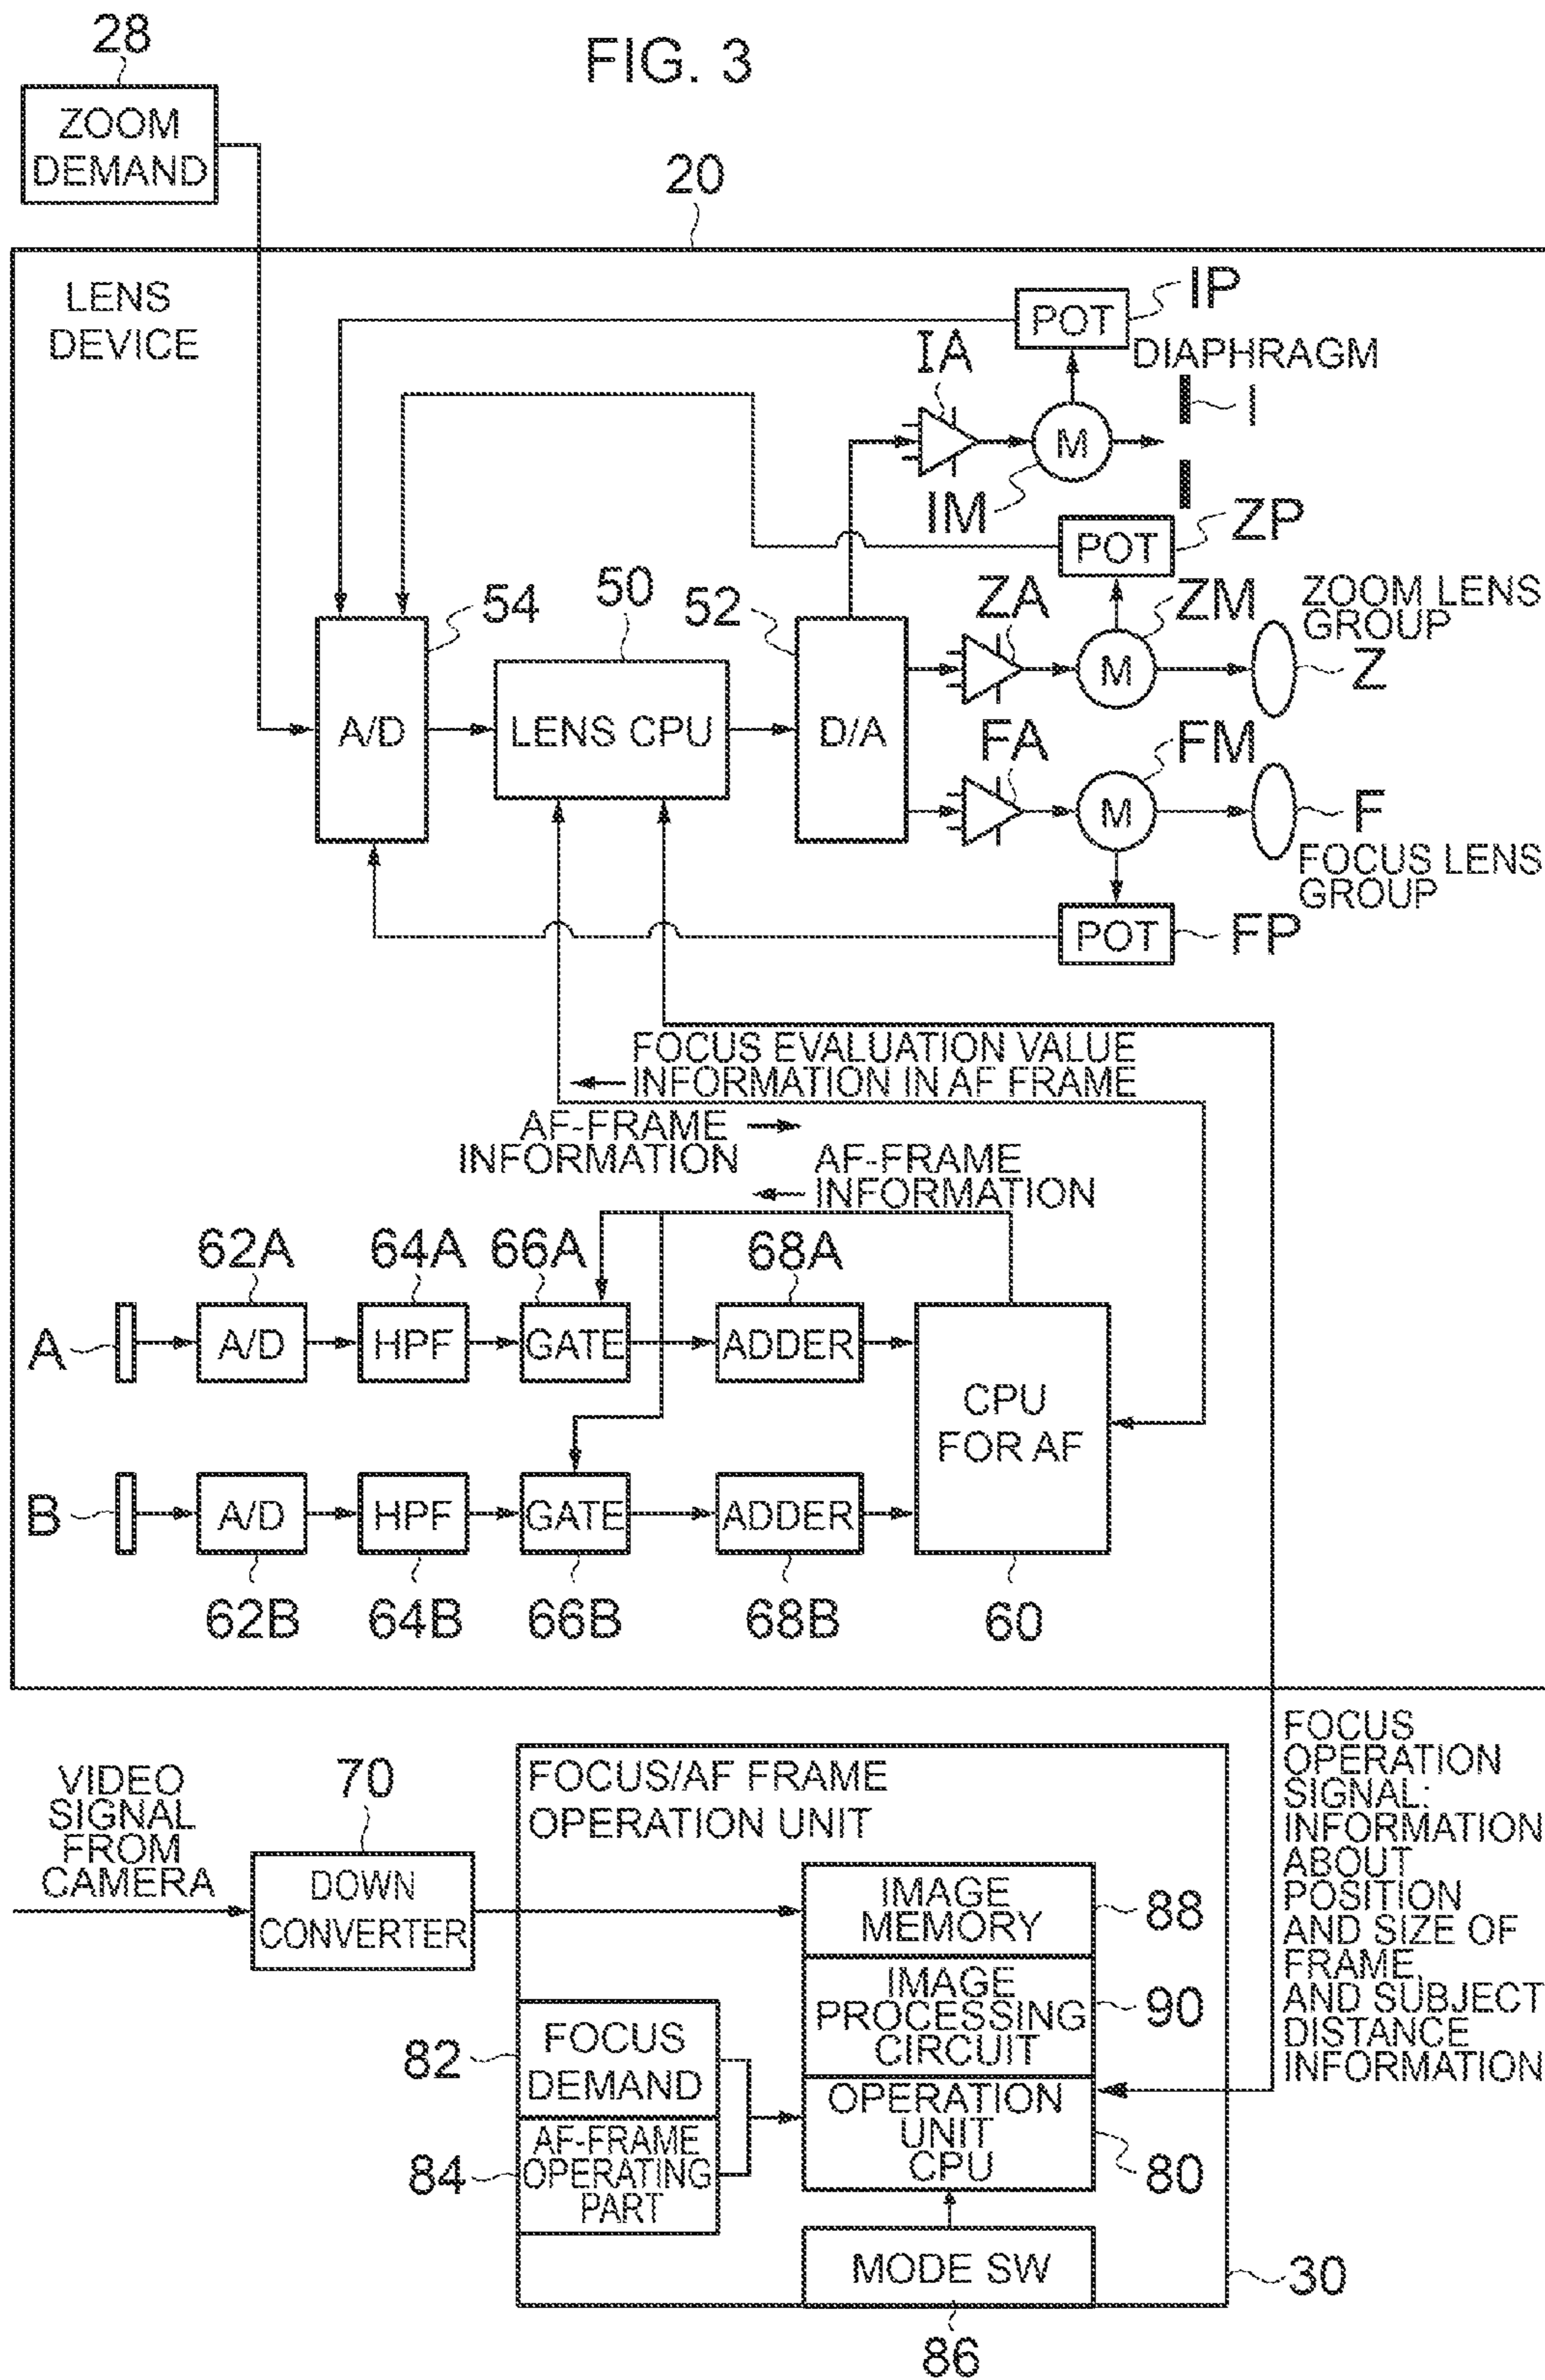 FIG. 3
28
ZOOM
DEMAND
20
LENS
DEVICE
POT
IP
DIAPHRAGM
IA
I
M
IM
POT
ZP
54
50
52
ZA
ZM
ZOOM LENS
GROUP
M
Z
A/D
LENS CPU
D/A
FA
FM
M
F
FOCUS LENS
GROUP
POT
FP
FOCUS EVALUATION VALUE
INFORMATION IN AF FRAME
AF-FRAME
INFORMATION
AF-FRAME
INFORMATION
62A
64A
66A
68A
A
A/D
HPF
GATE
ADDER
CPU
FOR AF
B
A/D
HPF
GATE
ADDER
62B
64B
66B
68B
60
FOCUS
OPERATION
SIGNAL:
INFORMATION
ABOUT
POSITION
AND SIZE OF
FRAME,
AND SUBJECT
DISTANCE
INFORMATION
VIDEO
SIGNAL
FROM
CAMERA
70
DOWN
CONVERTER
FOCUS/AF FRAME
OPERATION UNIT
IMAGE
MEMORY
88
IMAGE
PROCESSING
CIRCUIT
90
82
FOCUS
DEMAND
OPERATION
UNIT
CPU
80
84
AF-FRAME
OPERATING
PART
MODE SW
30
86